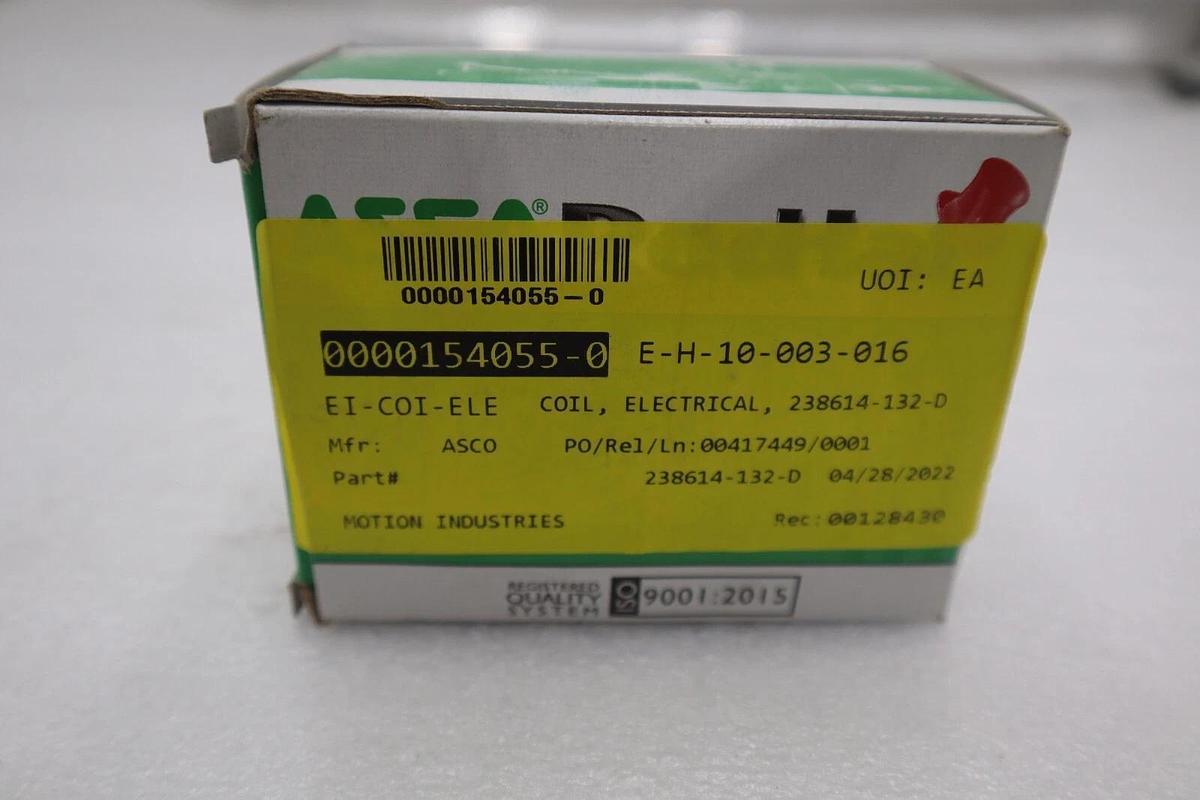 ASCO®
0000154055-0
UOI: EA
0000154055-0 E-H-10-003-016
EI-COI-ELE COIL, ELECTRICAL, 238614-132-D
Mfr: ASCO PO/Rel/Ln:00417449/0001
Part# 238614-132-D 04/28/2022
MOTION INDUSTRIES Rec:00128430
REGISTERED
QUALITY
SYSTEM
ISO 9001:2015